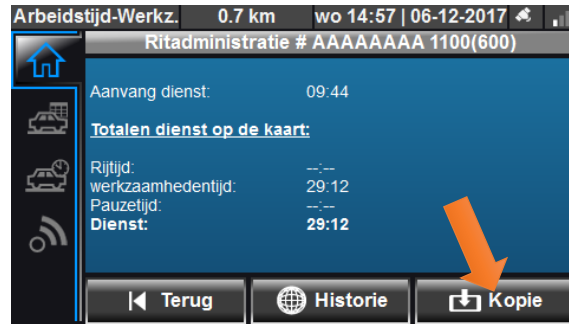 Arbeidstijd-Werkz. 0.7 km wo 14:57 | 06-12-2017
Ritadministratie # AAAAAAAA 1100(600)
Aanvang dienst: 09:44
Totalen dienst op de kaart:
Rijtijd: --:--
werkzaamhedentijd: 29:12
Pauzetijd: --:--
Dienst: 29:12
Terug Historie Kopie